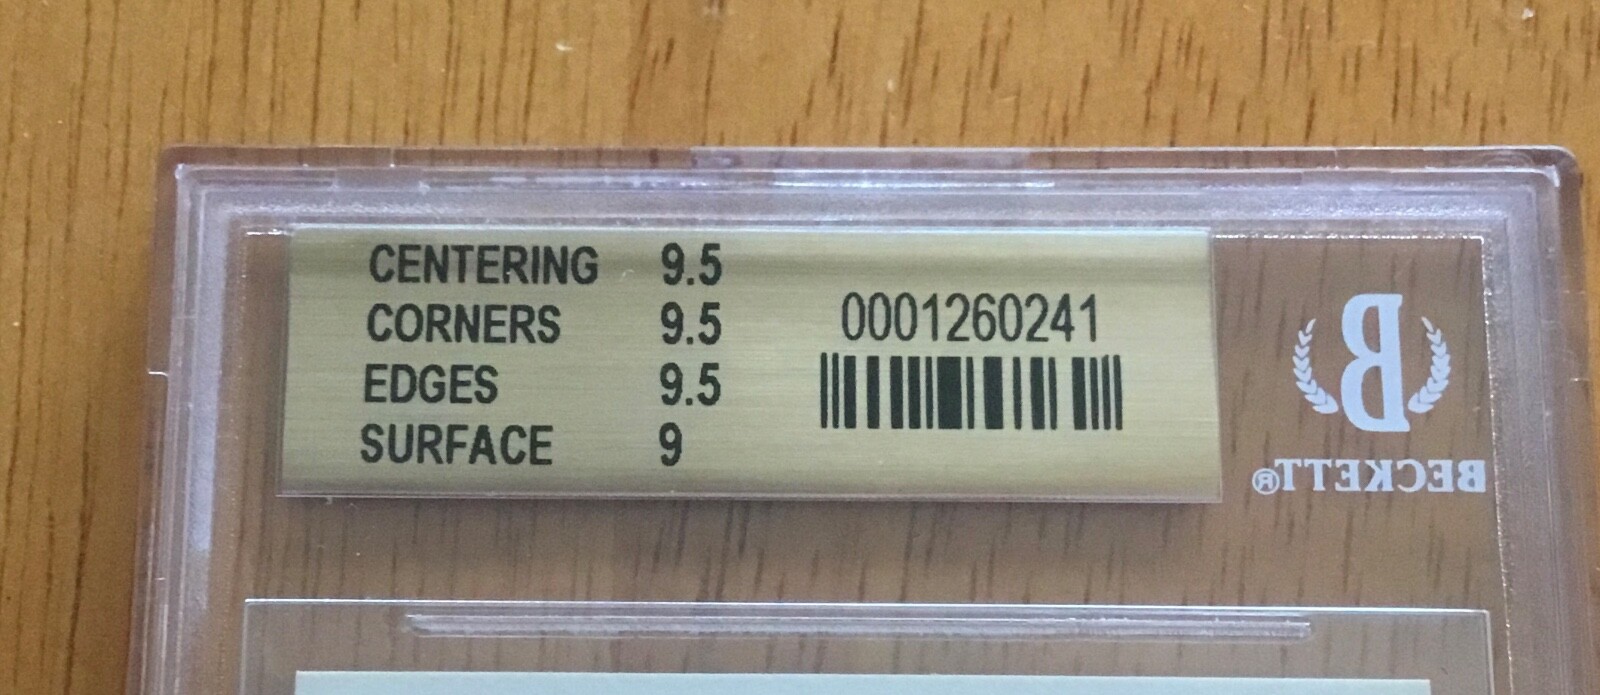 CENTERING 9.5
CORNERS 9.5
EDGES 9.5
SURFACE 9
0001260241
B
BECKETT®